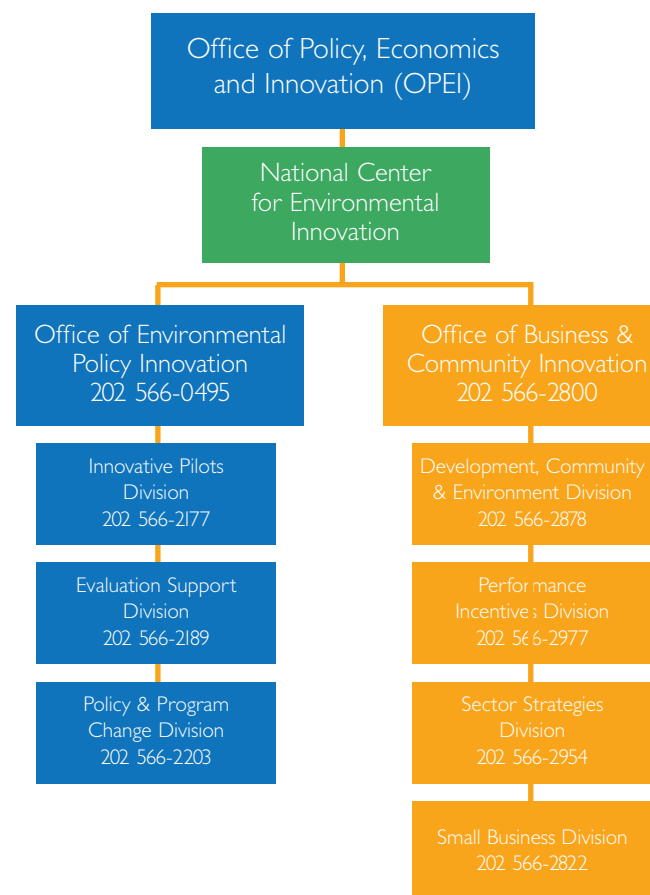 Office of Policy, Economics
and Innovation (OPEI)
National Center
for Environmental
Innovation
Office of Environmental
Policy Innovation
202 566-0495
Innovative Pilots
Division
202 566-2177
Evaluation Support
Division
202 566-2189
Policy & Program
Change Division
202 566-2203
Office of Business &
Community Innovation
202 566-2800
Development, Community
& Environment Division
202 566-2878
Performance
Incentives Division
202 566-2977
Sector Strategies
Division
202 566-2954
Small Business Division
202 566-2822